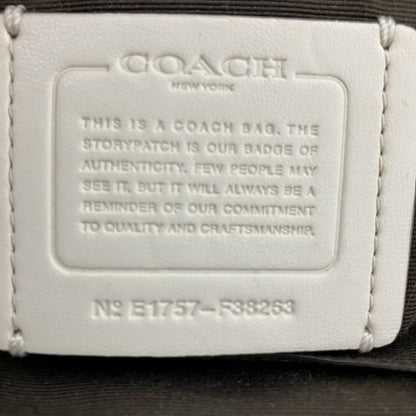 COACH
NEW YORK
THIS IS A COACH BAG. THE
STORYPATCH IS OUR BADGE OF
AUTHENTICITY. FEW PEOPLE MAY
SEE IT, BUT IT WILL ALWAYS BE A
REMINDER OF OUR COMMITMENT
TO QUALITY AND CRAFTSMANSHIP.
Nº E1757-F38263